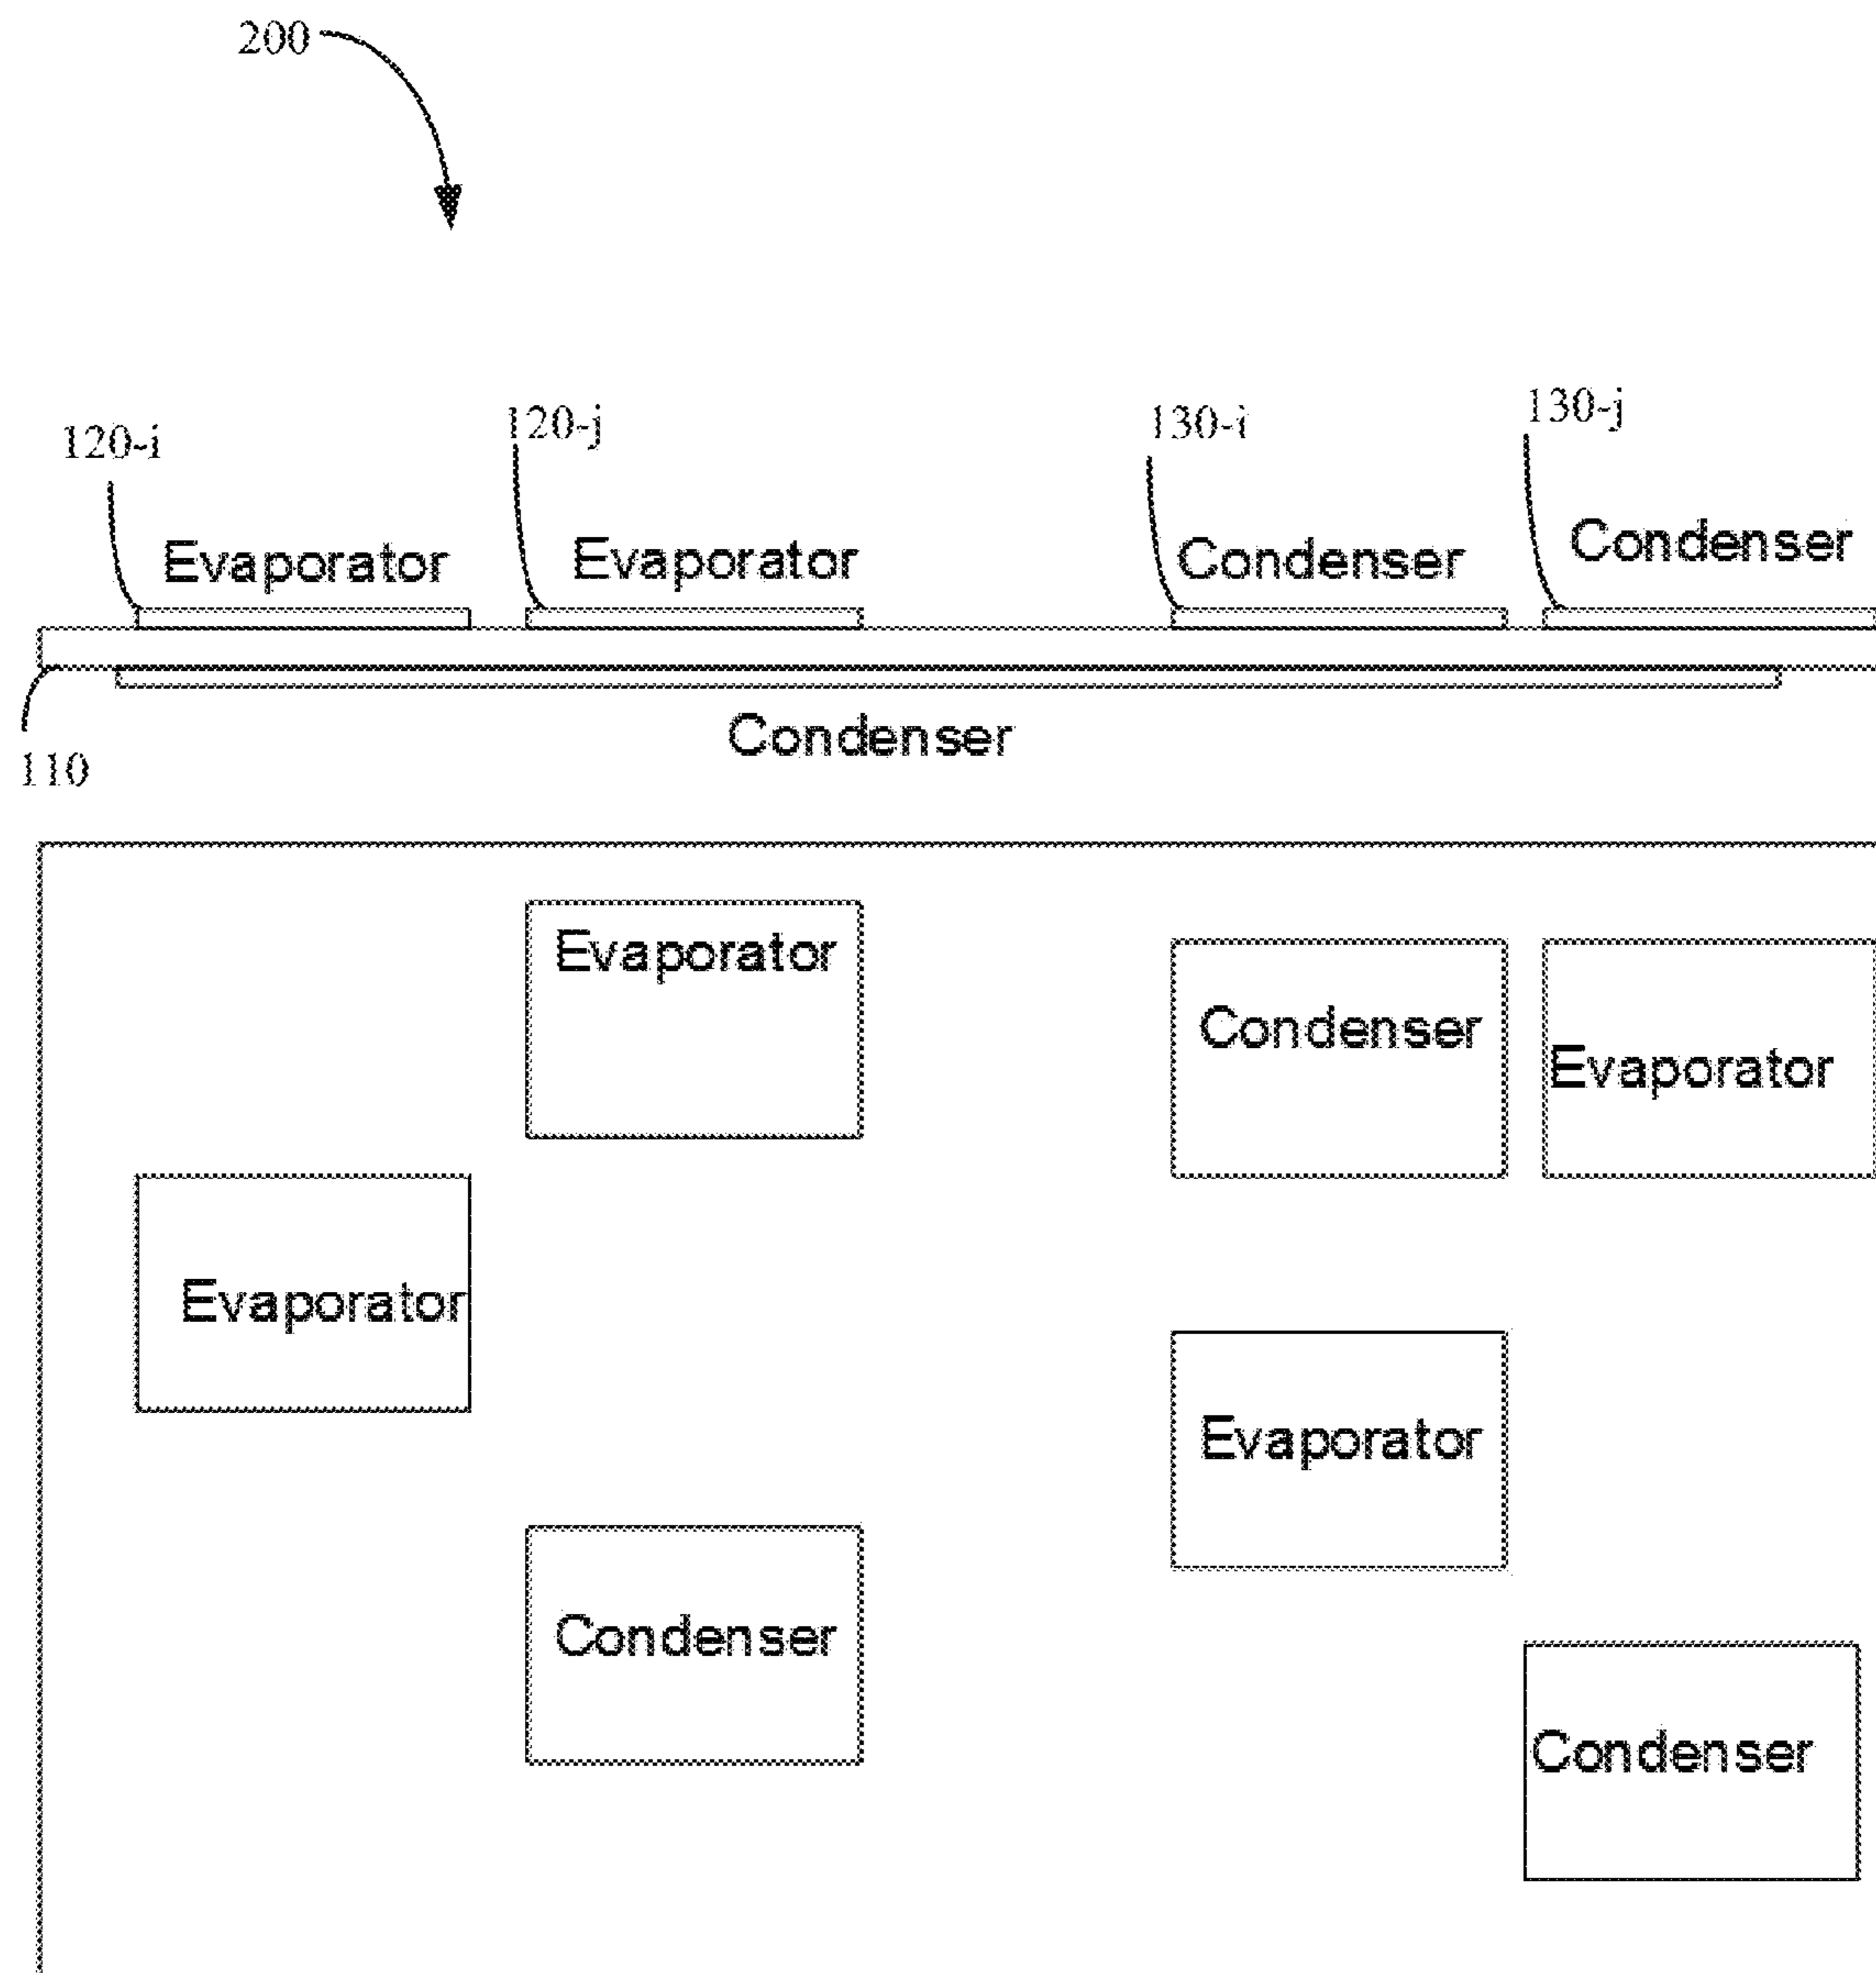 200
120-i
120-j
130-i
130-j
Evaporator
Evaporator
Condenser
Condenser
110
Condenser
Evaporator
Condenser
Evaporator
Evaporator
Evaporator
Condenser
Condenser